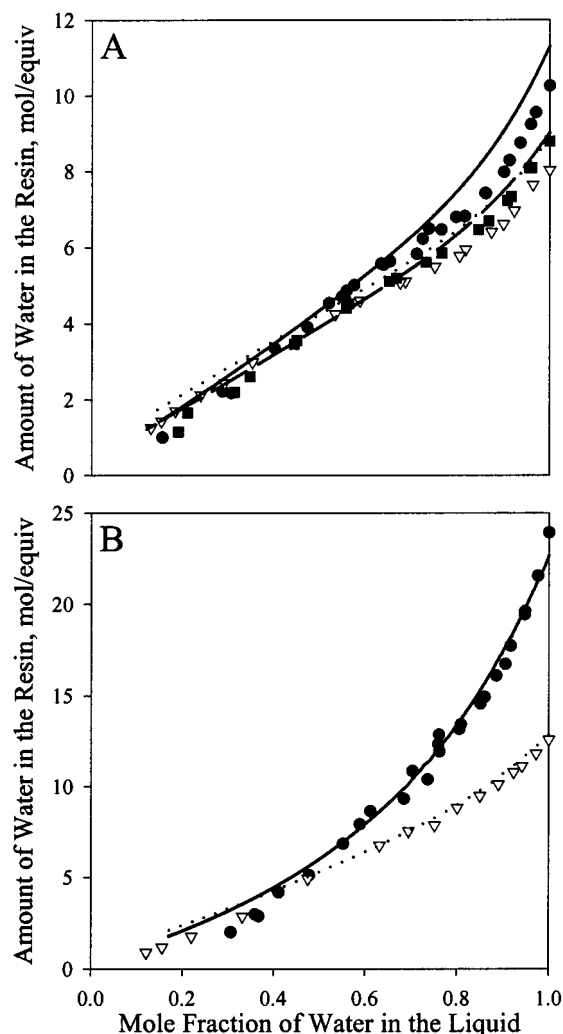 12
A
10
8
6
4
2
0
Amount of Water in the Resin, mol/equiv
25
B
20
15
10
5
0
Amount of Water in the Resin, mol/equiv
0.0 0.2 0.4 0.6 0.8 1.0
Mole Fraction of Water in the Liquid